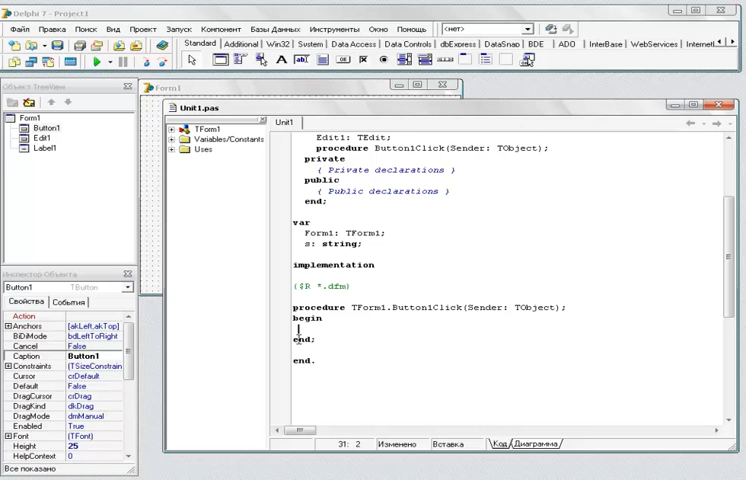 Delphi 7 - Project1
Файл Правка Поиск Вид Проект Запуск Компонент Базы Данных Инструменты Окно Помощь <нет>
Standard Additional Win32 System Data Access Data Controls dbExpress DataSnap BDE ADO InterBase WebServices
Объект TreeView
Form1
Button1
Edit1
Label1
Form1
Unit1.pas
TForm1
Variables/Constants
Uses
Unit1
Edit1: TEdit;
procedure Button1Click(Sender: TObject);
private
{ Private declarations }
public
{ Public declarations }
end;
var
Form1: TForm1;
s: string;
implementation
{$R *.dfm}
procedure TForm1.Button1Click(Sender: TObject);
begin
end;
end.
31: 2 Изменено Вставка Код Диаграмма
Инспектор Объекта
Button1 TButton
Свойства События
Action
Anchors [akLeft,akTop]
BiDiMode bdLeftToRight
Cancel False
Caption Button1
Constraints (TSizeConstrain
Cursor crDefault
Default False
DragCursor crDrag
DragKind dkDrag
DragMode dmManual
Enabled True
Font (TFont)
Height 25
HelpContext 0
Все показано